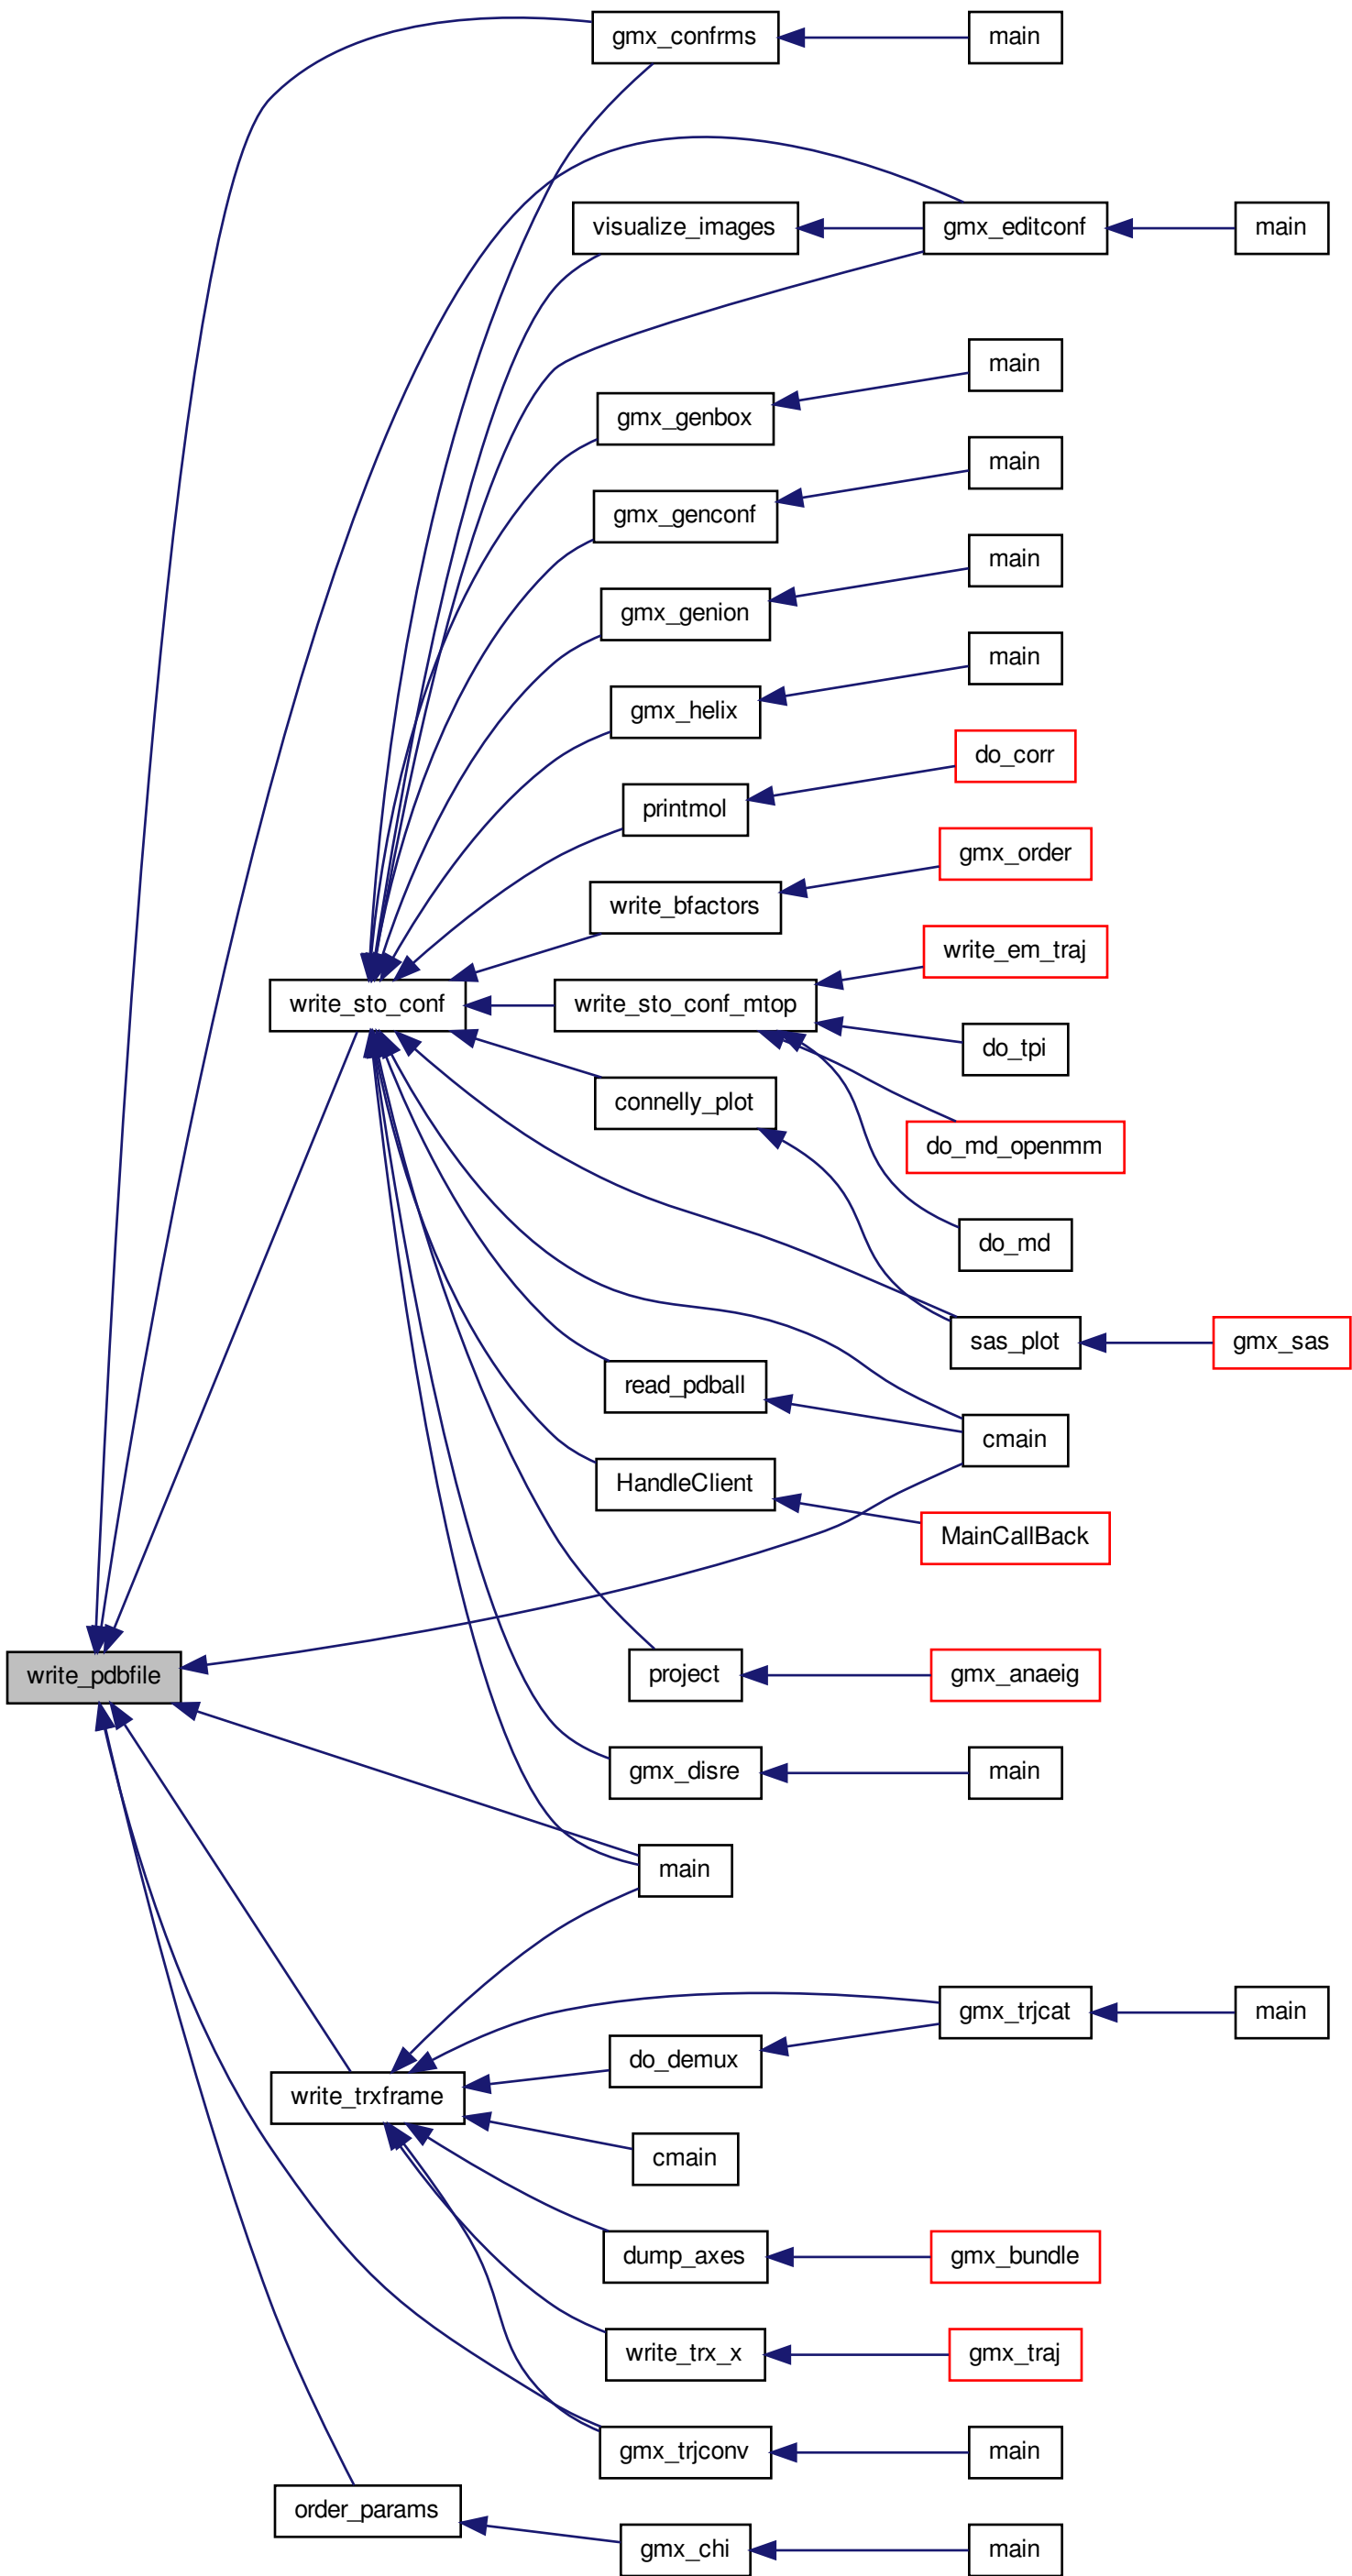 gmx_confrms
main
visualize_images
gmx_editconf
main
main
gmx_genbox
main
gmx_genconf
main
gmx_genion
main
gmx_helix
do_corr
printmol
gmx_order
write_bfactors
write_em_traj
write_sto_conf
write_sto_conf_mtop
do_tpi
connelly_plot
do_md_openmm
do_md
sas_plot
gmx_sas
read_pdball
cmain
HandleClient
MainCallBack
write_pdbfile
project
gmx_anaeig
gmx_disre
main
main
gmx_trjcat
main
do_demux
write_trxframe
cmain
dump_axes
gmx_bundle
write_trx_x
gmx_traj
gmx_trjconv
main
order_params
gmx_chi
main